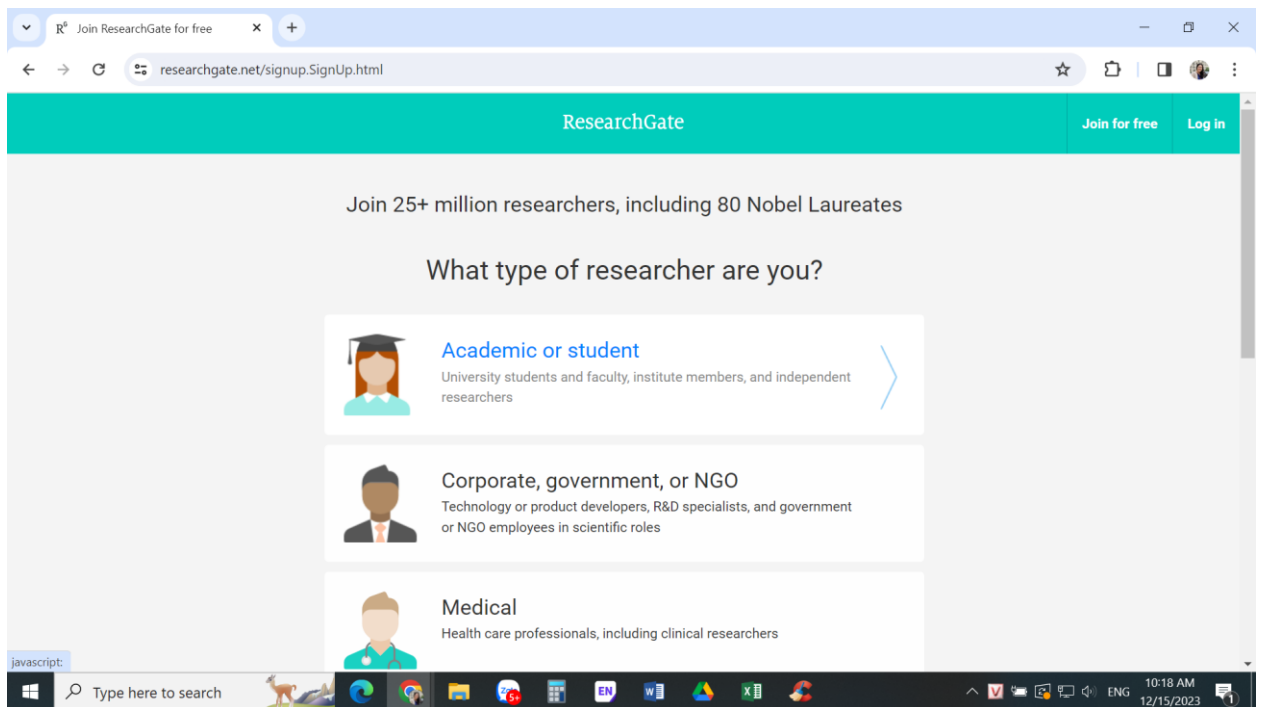 R^G Join ResearchGate for free
researchgate.net/signup.SignUp.html
ResearchGate
Join for free
Log in
Join 25+ million researchers, including 80 Nobel Laureates
What type of researcher are you?
Academic or student
University students and faculty, institute members, and independent
researchers
Corporate, government, or NGO
Technology or product developers, R&D specialists, and government
or NGO employees in scientific roles
Medical
Health care professionals, including clinical researchers
javascript:
Type here to search
Zalo
5+
EN
ENG
10:18 AM
12/15/2023
1